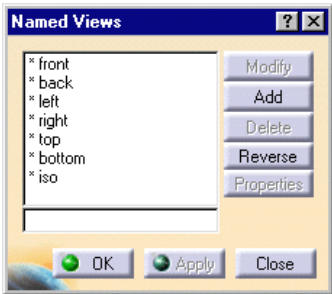 Named Views
? ×
* front
* back
* left
* right
* top
* bottom
* iso
Modify
Add
Delete
Reverse
Properties
OK
Apply
Close